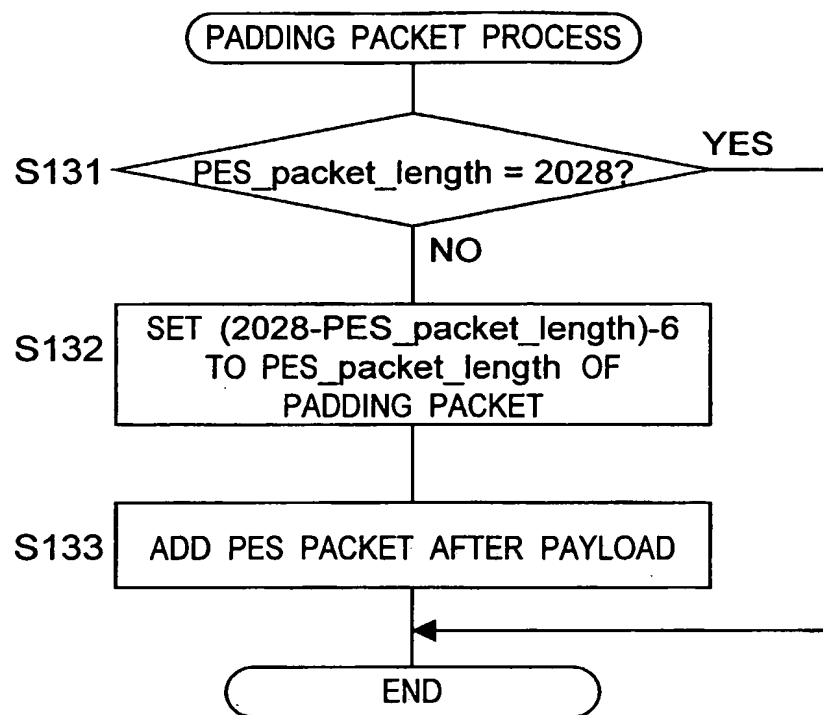 PADDING PACKET PROCESS
YES
S131
PES_packet_length = 2028?
NO
S132
SET (2028-PES_packet_length)-6
TO PES_packet_length OF
PADDING PACKET
S133
ADD PES PACKET AFTER PAYLOAD
END